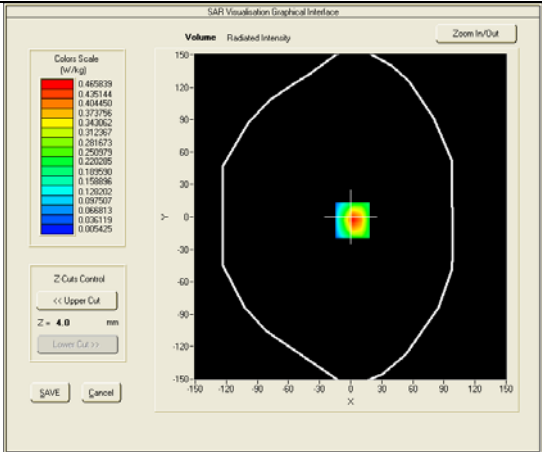 SAR Visualisation Graphical Interface
Volume Radiated Intensity
Zoom In/Out
Colors Scale
(W/kg)
0.465839
0.435144
0.404450
0.373756
0.343062
0.312367
0.281673
0.250979
0.220285
0.189590
0.158896
0.128202
0.097507
0.066813
0.036119
0.005425
150
120
90
60
30
0
-30
-60
-90
-120
-150
Y
-150 -120 -90 -60 -30 0 30 60 90 120 150
X
Z-Cuts Control
<< Upper Cut
Z = 4.0 mm
Lower Cut >>
SAVE Cancel